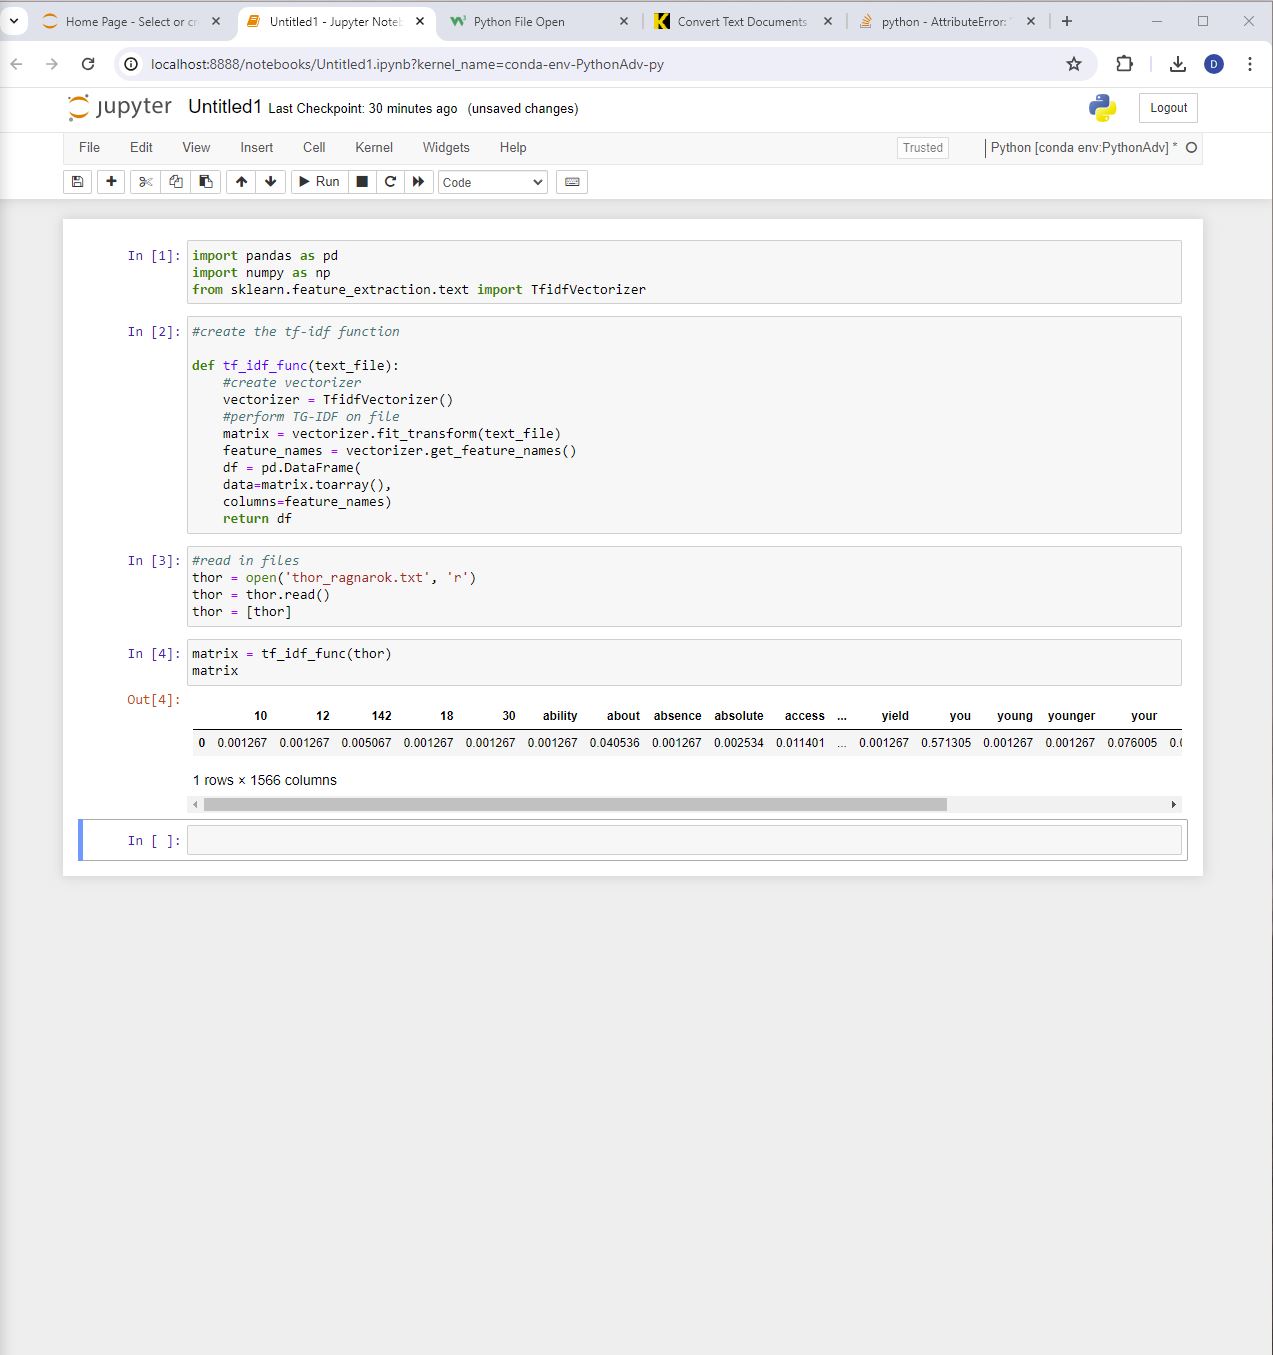 Home Page - Select or cr
Untitled1 - Jupyter Noteb
Python File Open
Convert Text Documents
python - AttributeError: '
localhost:8888/notebooks/Untitled1.ipynb?kernel_name=conda-env-PythonAdv-py
D
jupyter Untitled1 Last Checkpoint: 30 minutes ago (unsaved changes)
Logout
File Edit View Insert Cell Kernel Widgets Help
Trusted
Python [conda env:PythonAdv] *
Run
Code
In [1]:
import pandas as pd
import numpy as np
from sklearn.feature_extraction.text import TfidfVectorizer
In [2]:
#create the tf-idf function
def tf_idf_func(text_file):
#create vectorizer
vectorizer = TfidfVectorizer()
#perform TG-IDF on file
matrix = vectorizer.fit_transform(text_file)
feature_names = vectorizer.get_feature_names()
df = pd.DataFrame(
data=matrix.toarray(),
columns=feature_names)
return df
In [3]:
#read in files
thor = open('thor_ragnarok.txt', 'r')
thor = thor.read()
thor = [thor]
In [4]:
matrix = tf_idf_func(thor)
matrix
Out[4]:
10 12 142 18 30 ability about absence absolute access ... yield you young younger your
0 0.001267 0.001267 0.005067 0.001267 0.001267 0.001267 0.040536 0.001267 0.002534 0.011401 ... 0.001267 0.571305 0.001267 0.001267 0.076005 0.0
1 rows × 1566 columns
In [ ]: